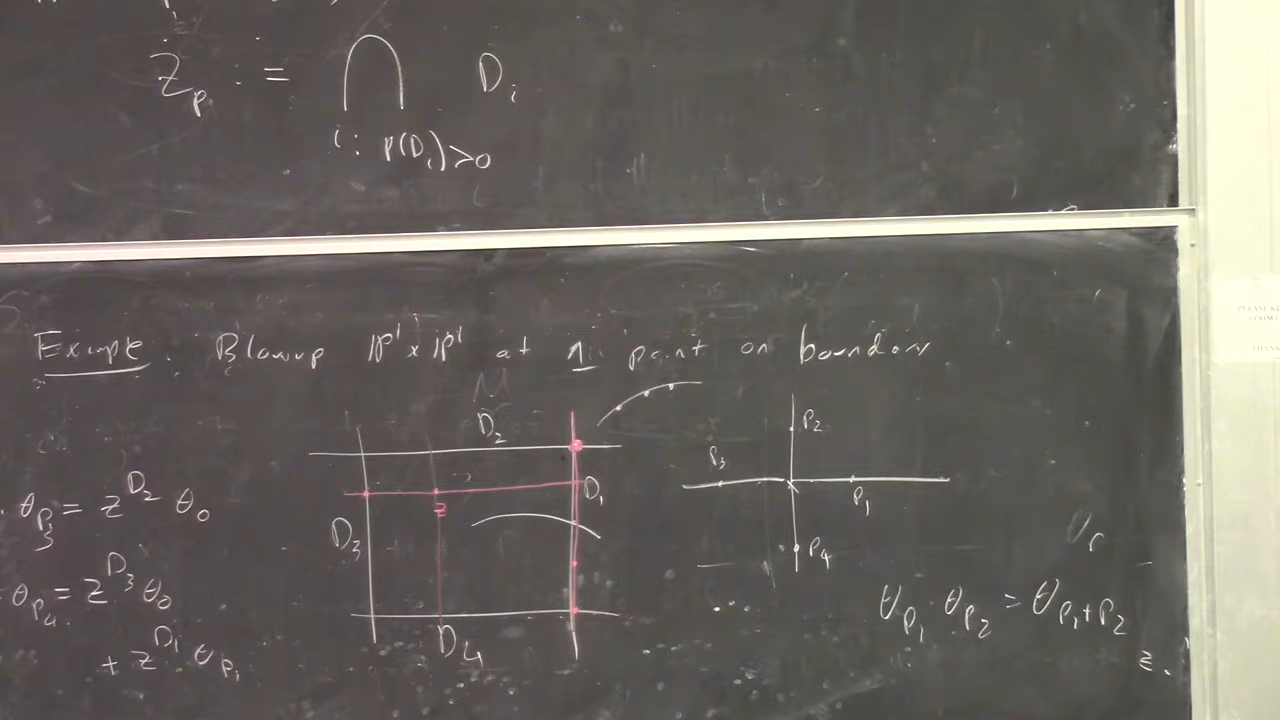 Z_p := ⋂ D_i
i: p(D_i)>0
Example: Blowup P¹×P¹ at 1 point on boundary
D_2
D_1
D_3
D_4
P_2
P_3
P_1
P_4
θ_{P_3} = z^{D_2} θ_0
θ_{P_4} = z^{D_3} θ_0
+ z^{D_1} θ_{P_1}
θ_{P_1} · θ_{P_2} = θ_{P_1+P_2}
PLEASE